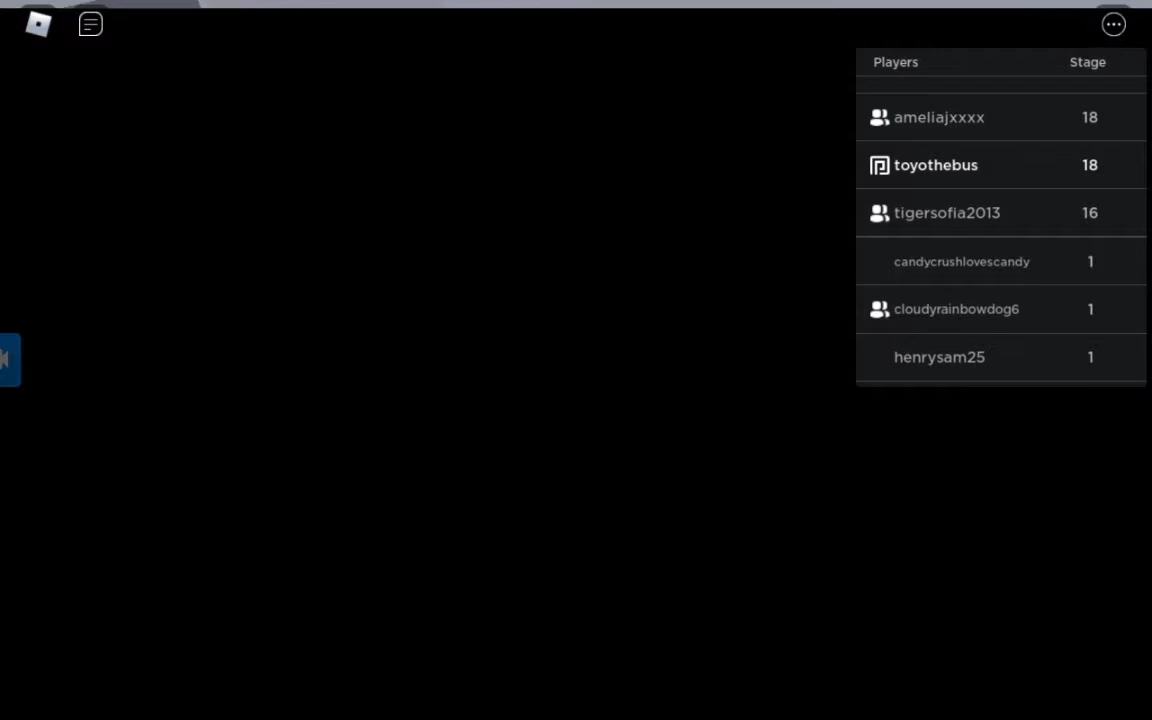 Players Stage
ameliajxxxx 18
toyothebus 18
tigersofia2013 16
candycrushlovescandy 1
cloudyrainbowdog6 1
henrysam25 1